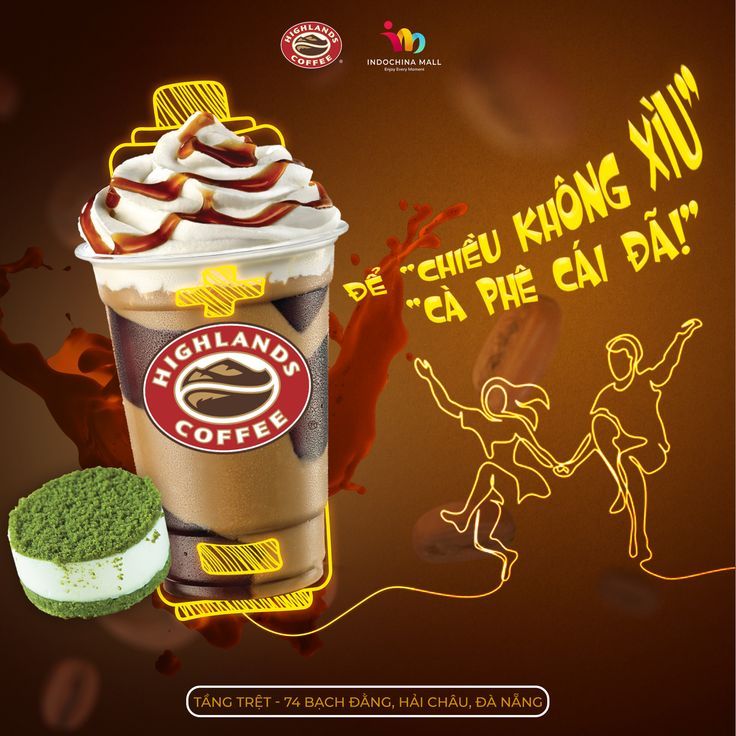 HIGHLANDS
COFFEE
INDOCHINA MALL
Enjoy Every Moment
ĐỂ "CHIỀU KHÔNG XÌU"
"CÀ PHÊ CÁI ĐÃ!"
HIGHLANDS
COFFEE
TẦNG TRỆT - 74 BẠCH ĐẰNG, HẢI CHÂU, ĐÀ NẴNG